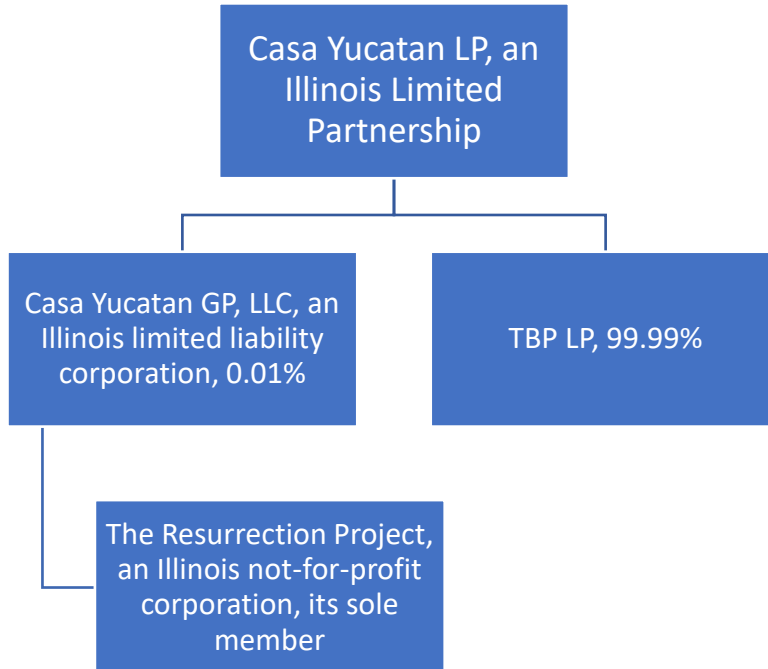 Casa Yucatan LP, an
Illinois Limited
Partnership
Casa Yucatan GP, LLC, an
Illinois limited liability
corporation, 0.01%
TBP LP, 99.99%
The Resurrection Project,
an Illinois not-for-profit
corporation, its sole
member